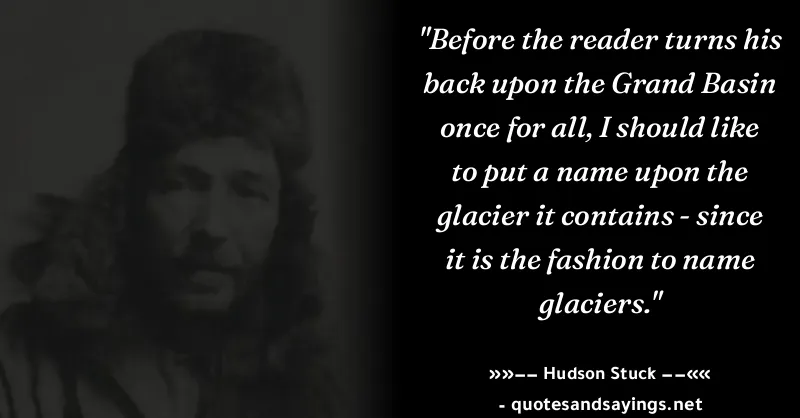 "Before the reader turns his
back upon the Grand Basin
once for all, I should like
to put a name upon the
glacier it contains - since
it is the fashion to name
glaciers."
»»–– Hudson Stuck ––««
- quotesandsayings.net